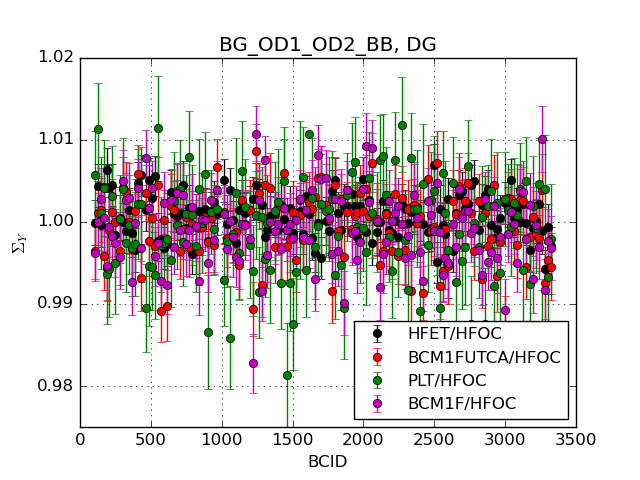 BG_OD1_OD2_BB, DG
1.02
1.01
1.00
0.99
0.98
Σ_Y
HFET/HFOC
BCM1FUTCA/HFOC
PLT/HFOC
BCM1F/HFOC
0 500 1000 1500 2000 2500 3000 3500
BCID